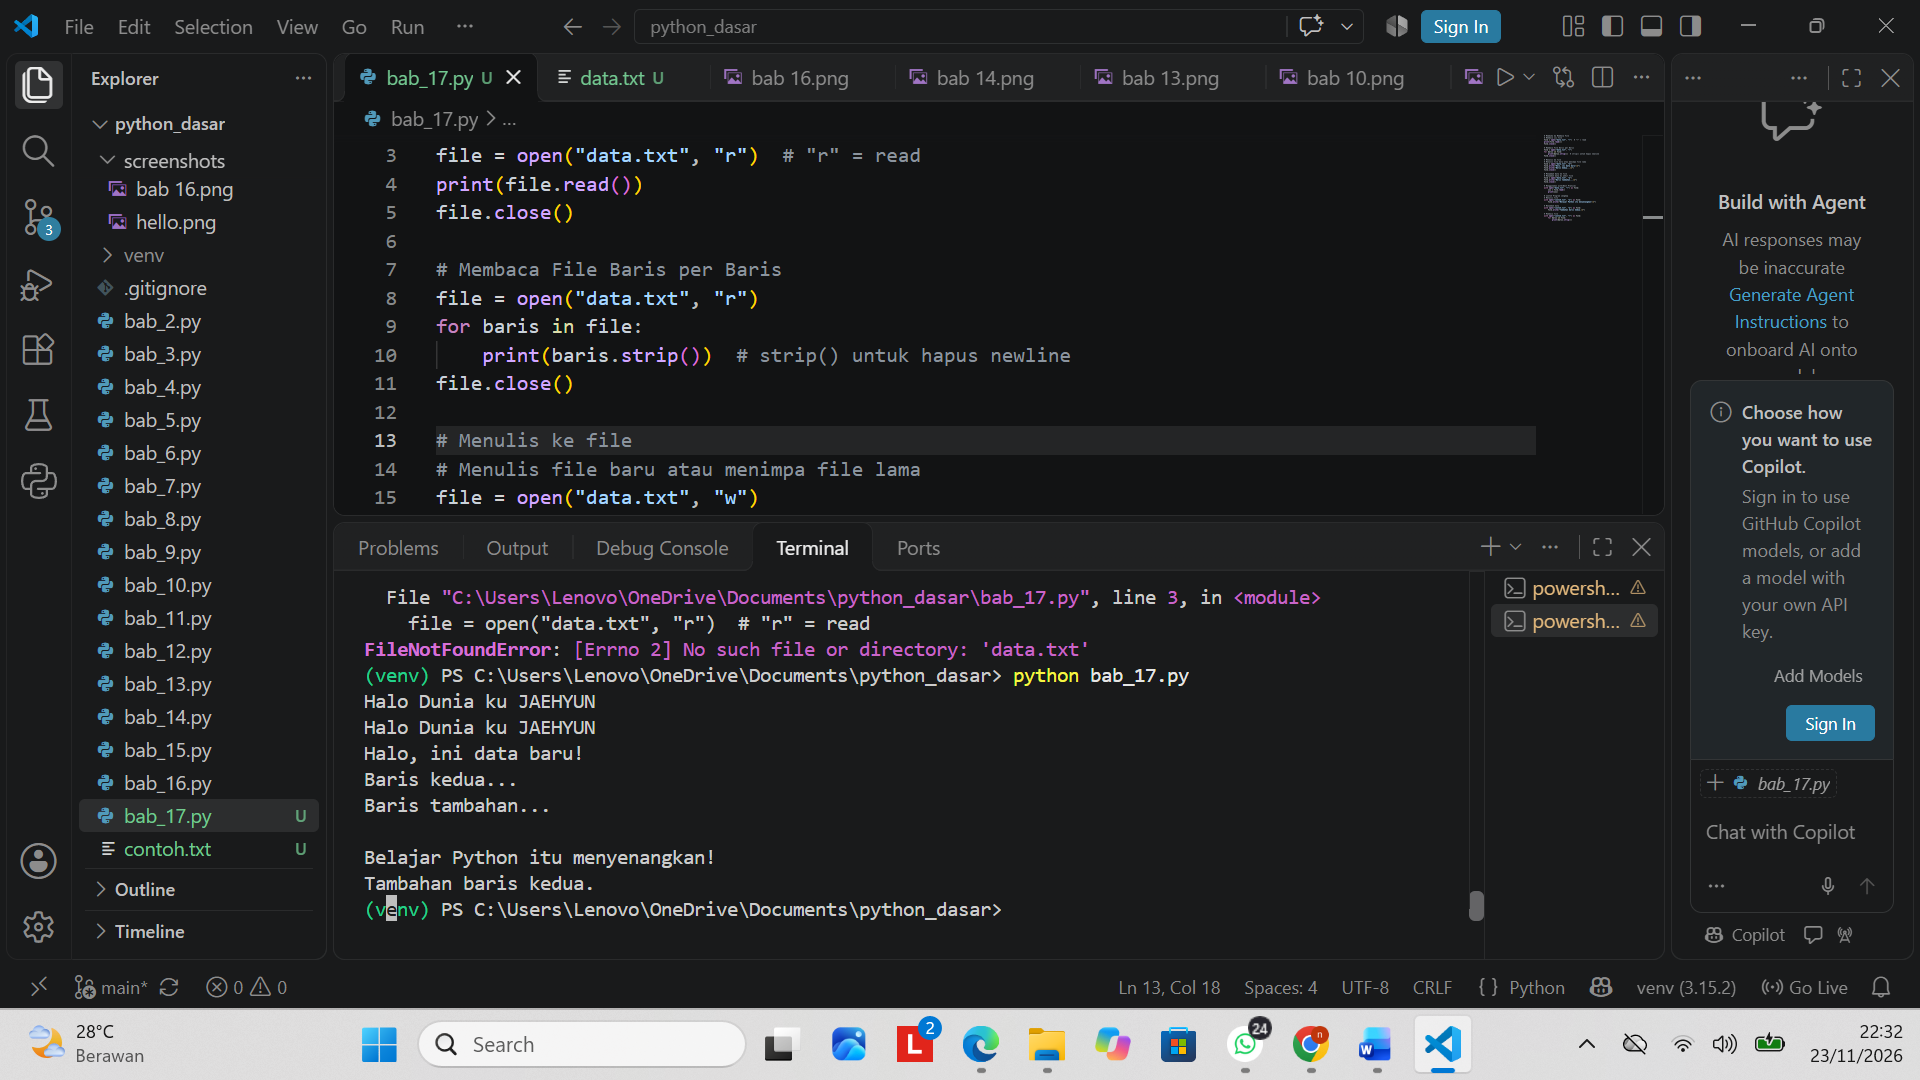 File Edit Selection View Go Run ...
python_dasar
Sign In
Explorer
python_dasar
screenshots
bab 16.png
hello.png
venv
.gitignore
bab_2.py
bab_3.py
bab_4.py
bab_5.py
bab_6.py
bab_7.py
bab_8.py
bab_9.py
bab_10.py
bab_11.py
bab_12.py
bab_13.py
bab_14.py
bab_15.py
bab_16.py
bab_17.py U
contoh.txt U
Outline
Timeline
3
bab_17.py U data.txt U bab 16.png bab 14.png bab 13.png bab 10.png
bab_17.py > ...
3 file = open("data.txt", "r")  # "r" = read
4 print(file.read())
5 file.close()
6
7 # Membaca File Baris per Baris
8 file = open("data.txt", "r")
9 for baris in file:
10     print(baris.strip())  # strip() untuk hapus newline
11 file.close()
12
13 # Menulis ke file
14 # Menulis file baru atau menimpa file lama
15 file = open("data.txt", "w")
Problems Output Debug Console Terminal Ports
File "C:\Users\Lenovo\OneDrive\Documents\python_dasar\bab_17.py", line 3, in <module>
file = open("data.txt", "r")  # "r" = read
FileNotFoundError: [Errno 2] No such file or directory: 'data.txt'
(venv) PS C:\Users\Lenovo\OneDrive\Documents\python_dasar> python bab_17.py
Halo Dunia ku JAEHYUN
Halo Dunia ku JAEHYUN
Halo, ini data baru!
Baris kedua...
Baris tambahan...
Belajar Python itu menyenangkan!
Tambahan baris kedua.
(venv) PS C:\Users\Lenovo\OneDrive\Documents\python_dasar>
powersh...
powersh...
Build with Agent
AI responses may
be inaccurate
Generate Agent
Instructions to
onboard AI onto
Choose how
you want to use
Copilot.
Sign in to use
GitHub Copilot
models, or add
a model with
your own API
key.
Add Models
Sign In
bab_17.py
Chat with Copilot
Copilot
main* 0 0
Ln 13, Col 18 Spaces: 4 UTF-8 CRLF { } Python venv (3.15.2) Go Live
28°C
Berawan
Search
2
24
22:32
23/11/2026